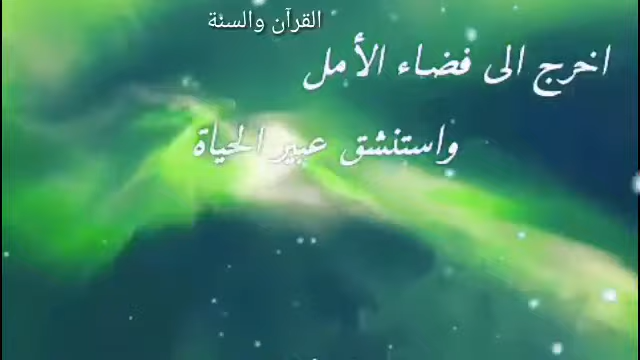 القرآن والسنة
اخرج الى فضاء الأمل
واستنشق عبير الحياة